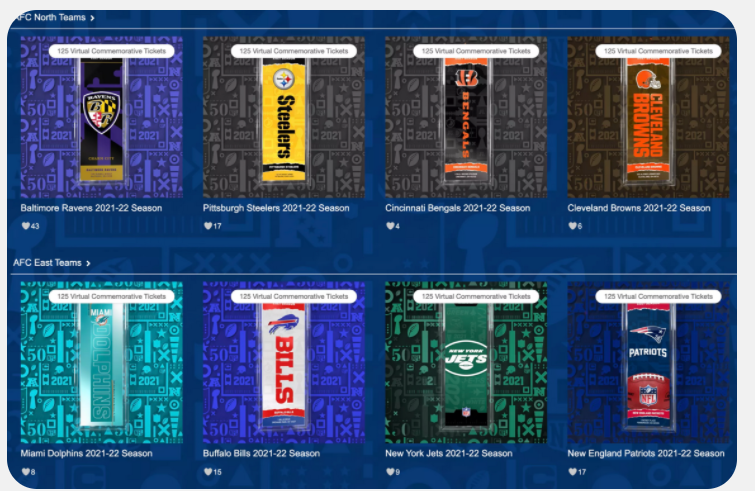 AFC North Teams >
125 Virtual Commemorative Tickets
125 Virtual Commemorative Tickets
125 Virtual Commemorative Tickets
125 Virtual Commemorative Tickets
RAVENS
Steelers
BENGALS
CLEVELAND BROWNS
50
2021
Baltimore Ravens 2021-22 Season
Pittsburgh Steelers 2021-22 Season
Cincinnati Bengals 2021-22 Season
Cleveland Browns 2021-22 Season
43
17
4
6
AFC East Teams >
125 Virtual Commemorative Tickets
125 Virtual Commemorative Tickets
125 Virtual Commemorative Tickets
125 Virtual Commemorative Tickets
MIAMI
DOLPHINS
BILLS
NEW YORK
JETS
PATRIOTS
NFL
50
2021
Miami Dolphins 2021-22 Season
Buffalo Bills 2021-22 Season
New York Jets 2021-22 Season
New England Patriots 2021-22 Season
8
15
9
17